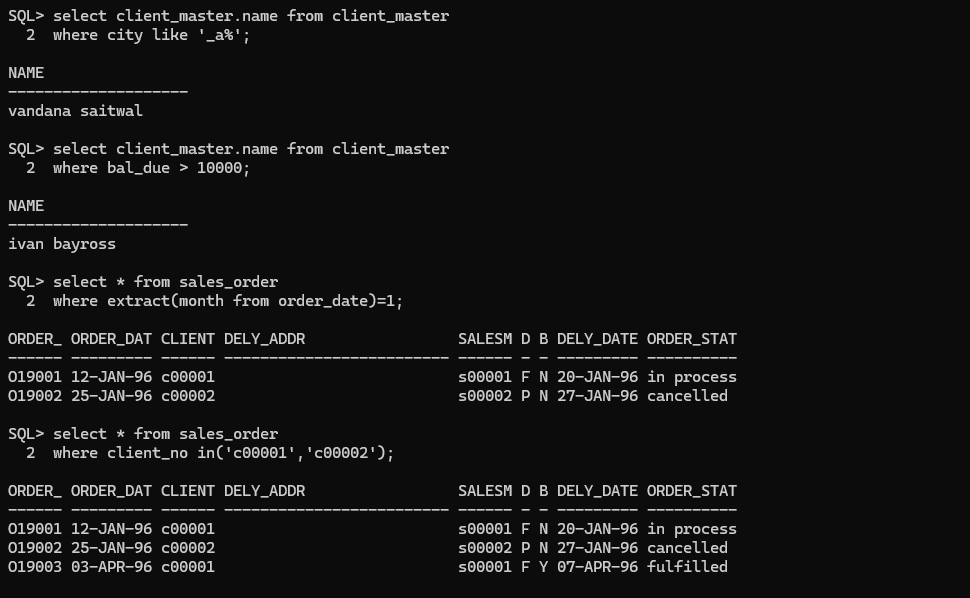 SQL> select client_master.name from client_master
  2  where city like '_a%';
NAME
--------------------
vandana saitwal
SQL> select client_master.name from client_master
  2  where bal_due > 10000;
NAME
--------------------
ivan bayross
SQL> select * from sales_order
  2  where extract(month from order_date)=1;
ORDER_ ORDER_DAT CLIENT DELY_ADDR                 SALESM D B DELY_DATE ORDER_STAT
------ --------- ------ ------------------------- ------ - - --------- ----------
O19001 12-JAN-96 c00001                           s00001 F N 20-JAN-96 in process
O19002 25-JAN-96 c00002                           s00002 P N 27-JAN-96 cancelled
SQL> select * from sales_order
  2  where client_no in('c00001','c00002');
ORDER_ ORDER_DAT CLIENT DELY_ADDR                 SALESM D B DELY_DATE ORDER_STAT
------ --------- ------ ------------------------- ------ - - --------- ----------
O19001 12-JAN-96 c00001                           s00001 F N 20-JAN-96 in process
O19002 25-JAN-96 c00002                           s00002 P N 27-JAN-96 cancelled
O19003 03-APR-96 c00001                           s00001 F Y 07-APR-96 fulfilled